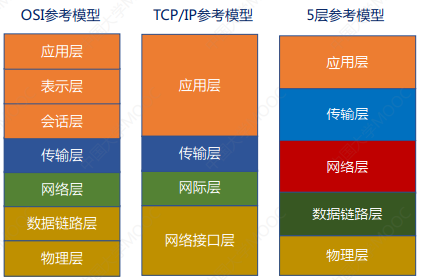 OSI参考模型
TCP/IP参考模型
5层参考模型
应用层
表示层
会话层
传输层
网络层
数据链路层
物理层
应用层
传输层
网际层
网络接口层
应用层
传输层
网络层
数据链路层
物理层